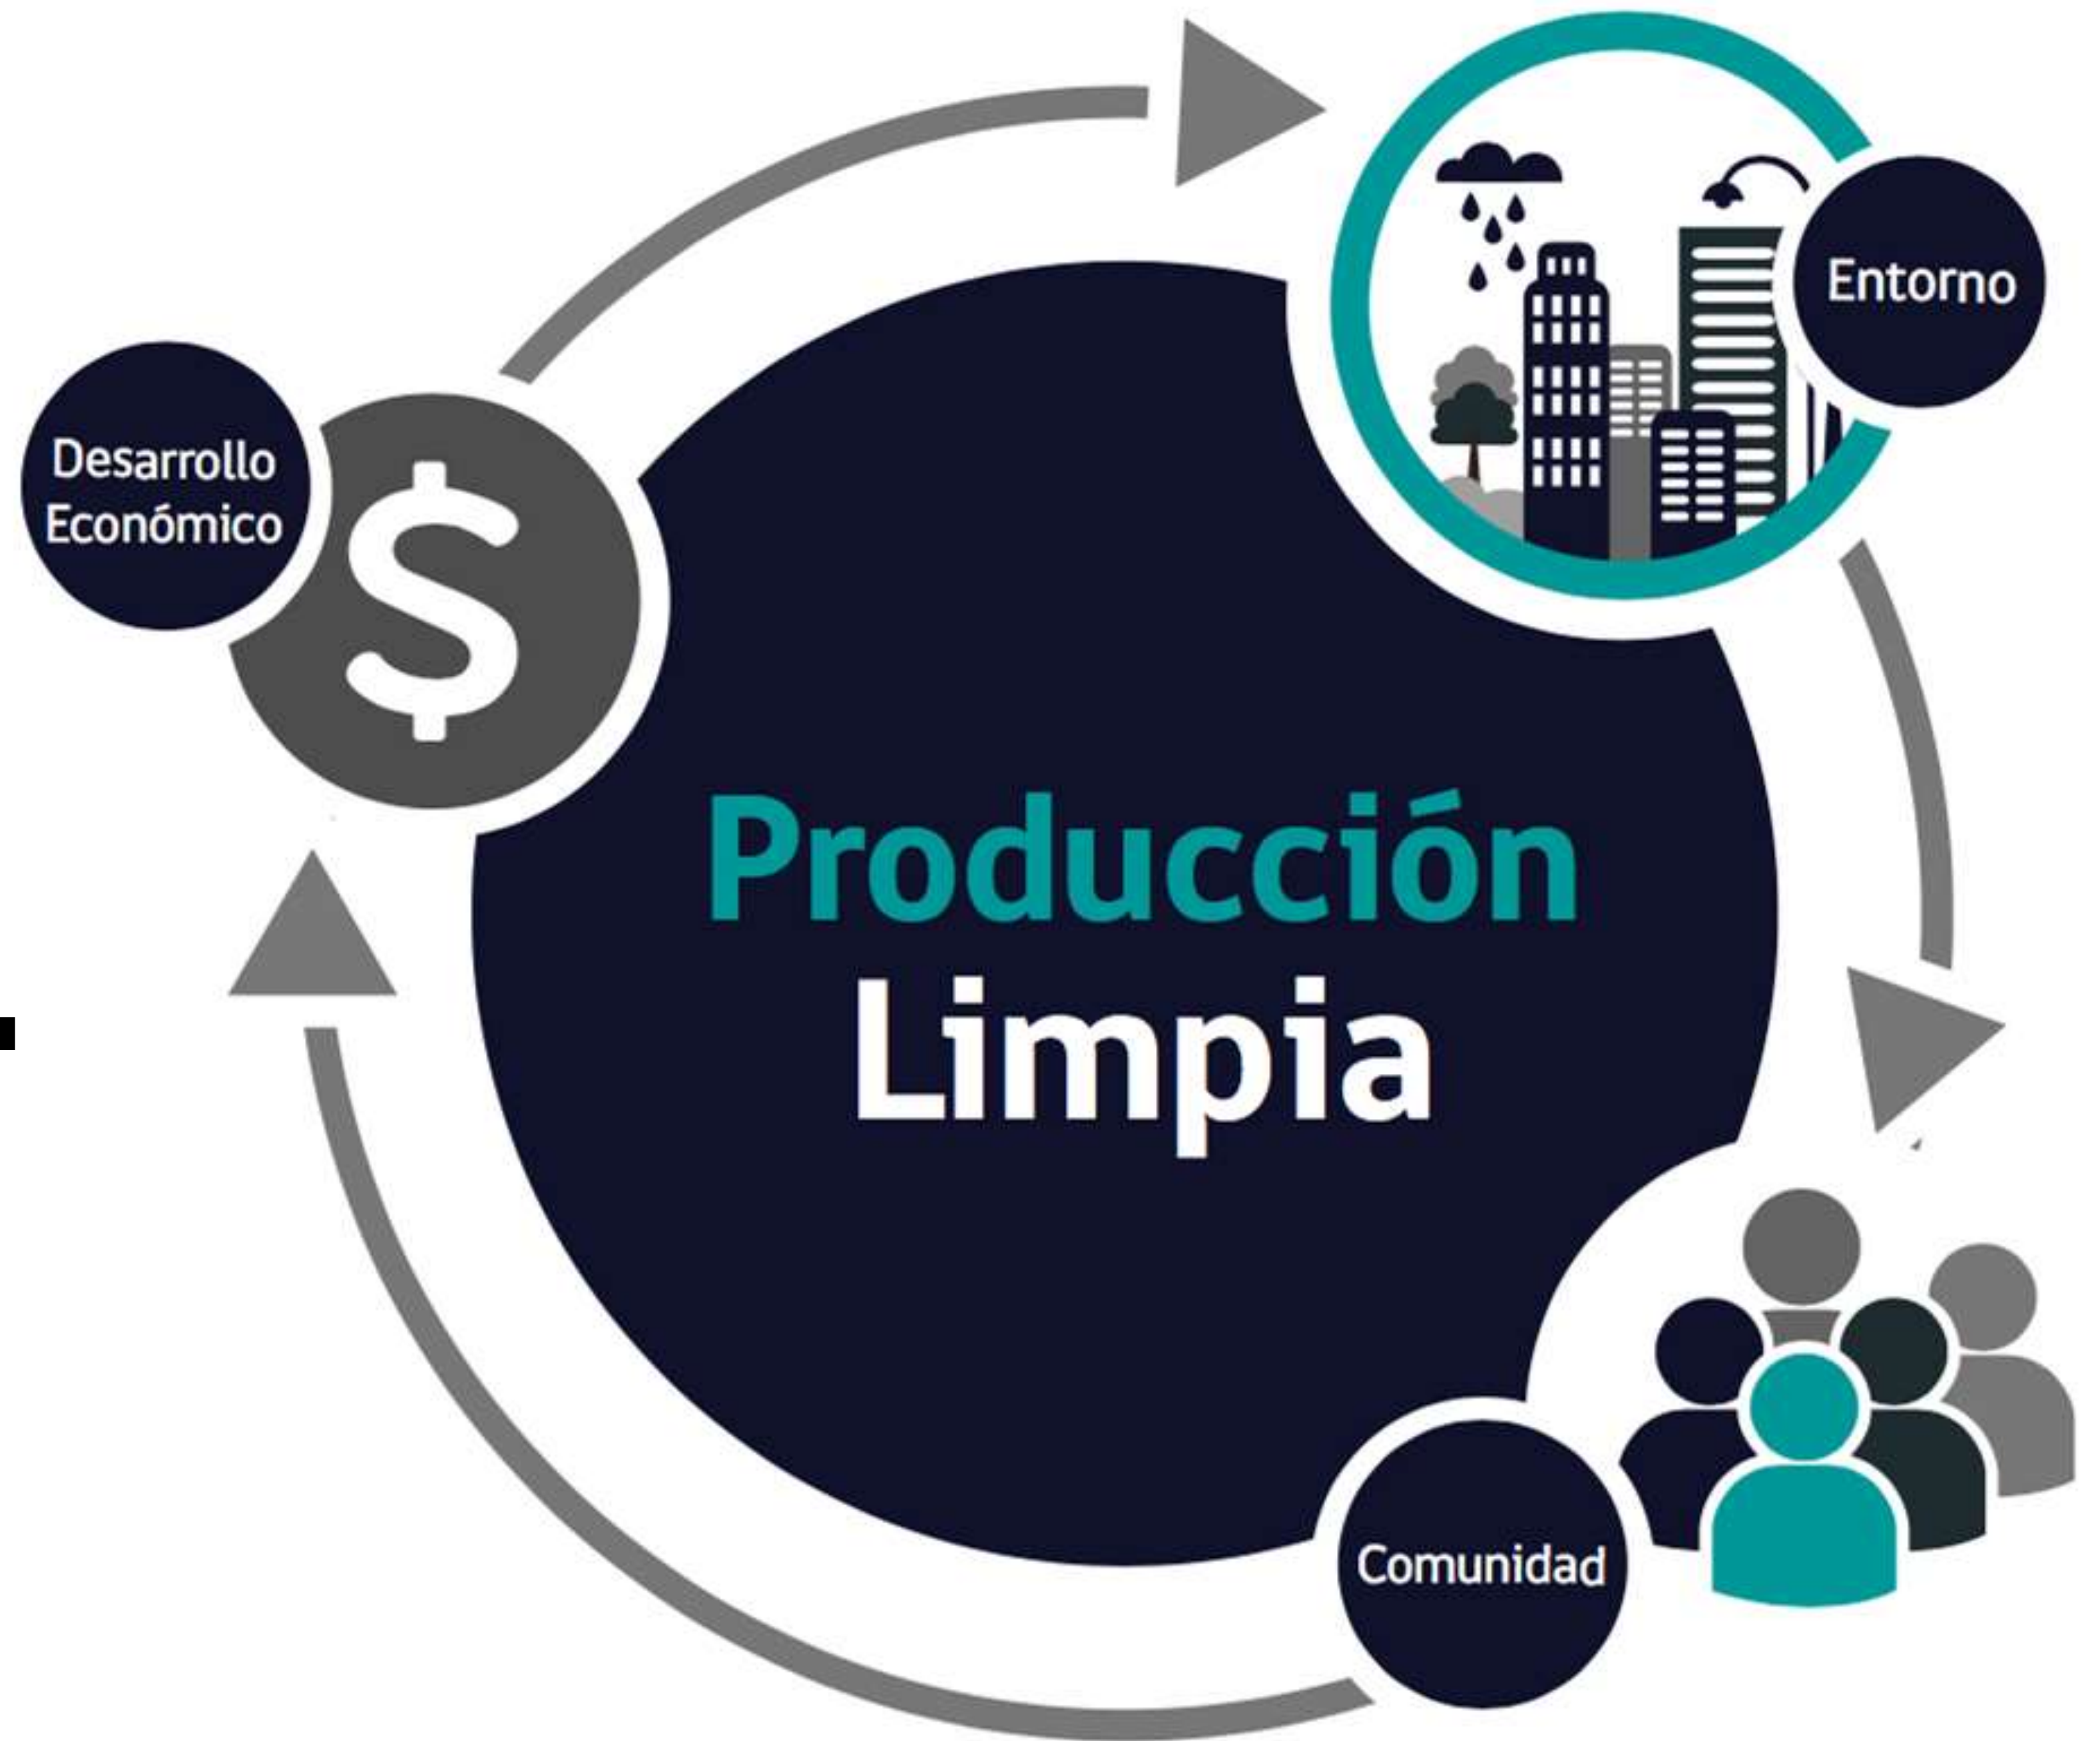 Entorno
Desarrollo
Económico
$
Producción
Limpia
Comunidad